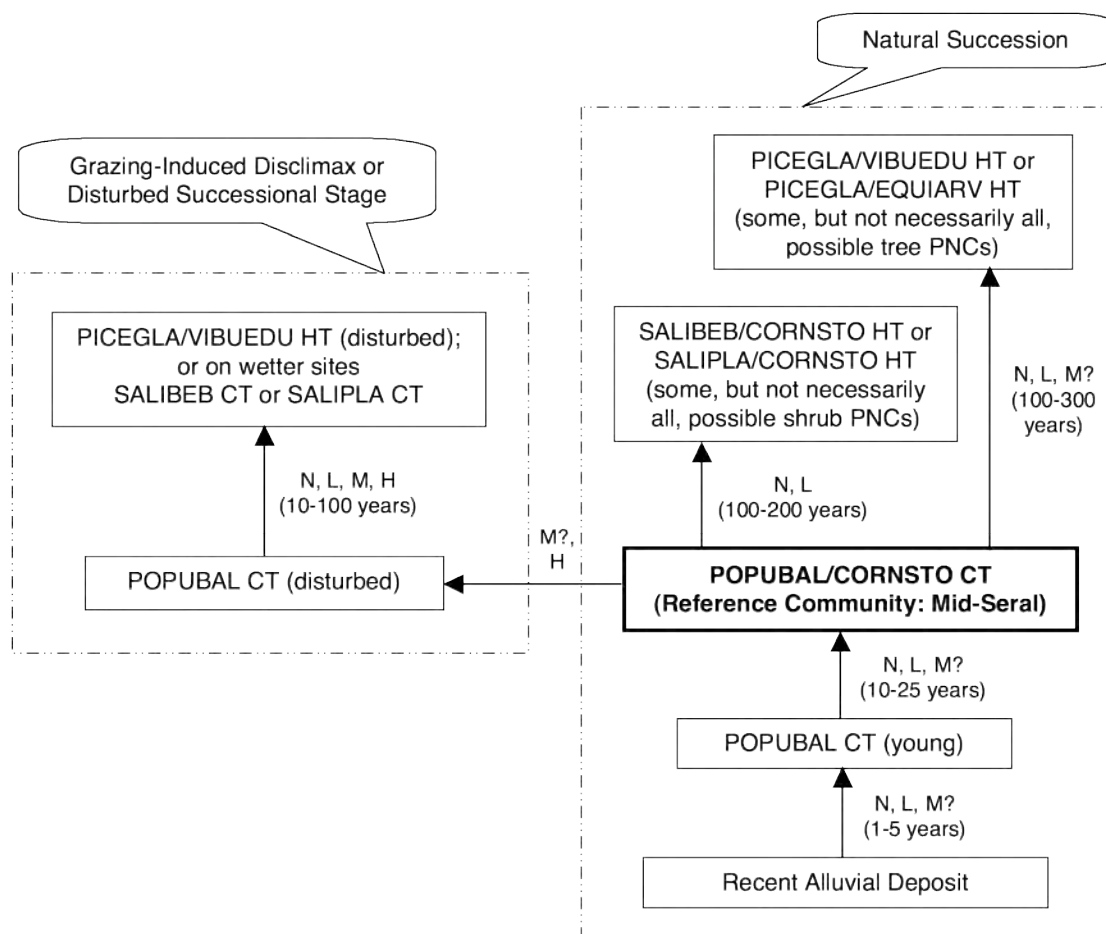 Natural Succession
Grazing-Induced Disclimax or
Disturbed Successional Stage
PICEGLA/VIBUEDU HT or
PICEGLA/EQUIARV HT
(some, but not necessarily all,
possible tree PNCs)
PICEGLA/VIBUEDU HT (disturbed);
or on wetter sites
SALIBEB CT or SALIPLA CT
SALIBEB/CORNSTO HT or
SALIPLA/CORNSTO HT
(some, but not necessarily
all, possible shrub PNCs)
N, L, M?
(100-300
years)
N, L, M, H
(10-100 years)
N, L
(100-200 years)
M?,
H
POPUBAL CT (disturbed)
POPUBAL/CORNSTO CT
(Reference Community: Mid-Seral)
N, L, M?
(10-25 years)
POPUBAL CT (young)
N, L, M?
(1-5 years)
Recent Alluvial Deposit